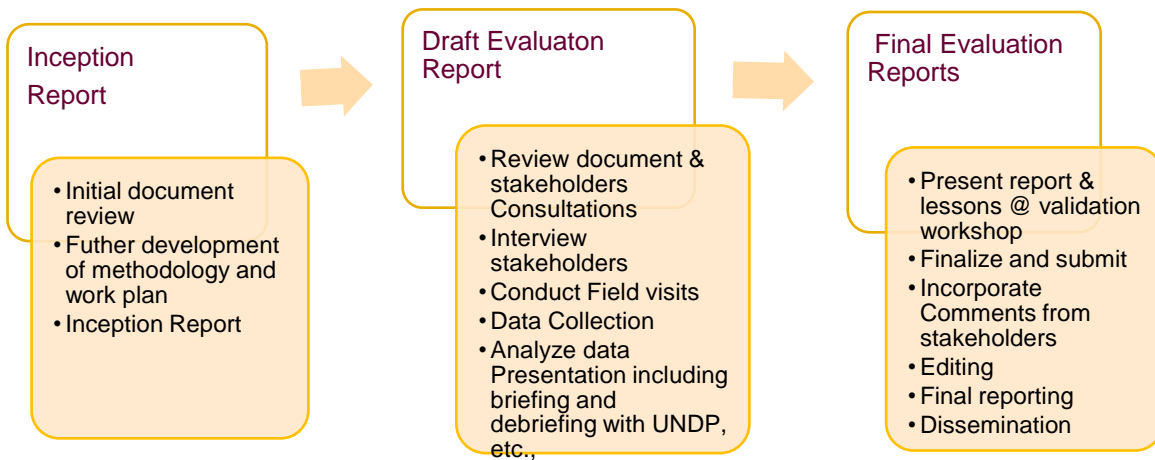 Inception
Report
• Initial document
review
• Futher development
of methodology and
work plan
• Inception Report
Draft Evaluaton
Report
• Review document &
stakeholders
Consultations
• Interview
stakeholders
• Conduct Field visits
• Data Collection
• Analyze data
Presentation including
briefing and
debriefing with UNDP,
etc.,
Final Evaluation
Reports
• Present report &
lessons @ validation
workshop
• Finalize and submit
• Incorporate
Comments from
stakeholders
• Editing
• Final reporting
• Dissemination